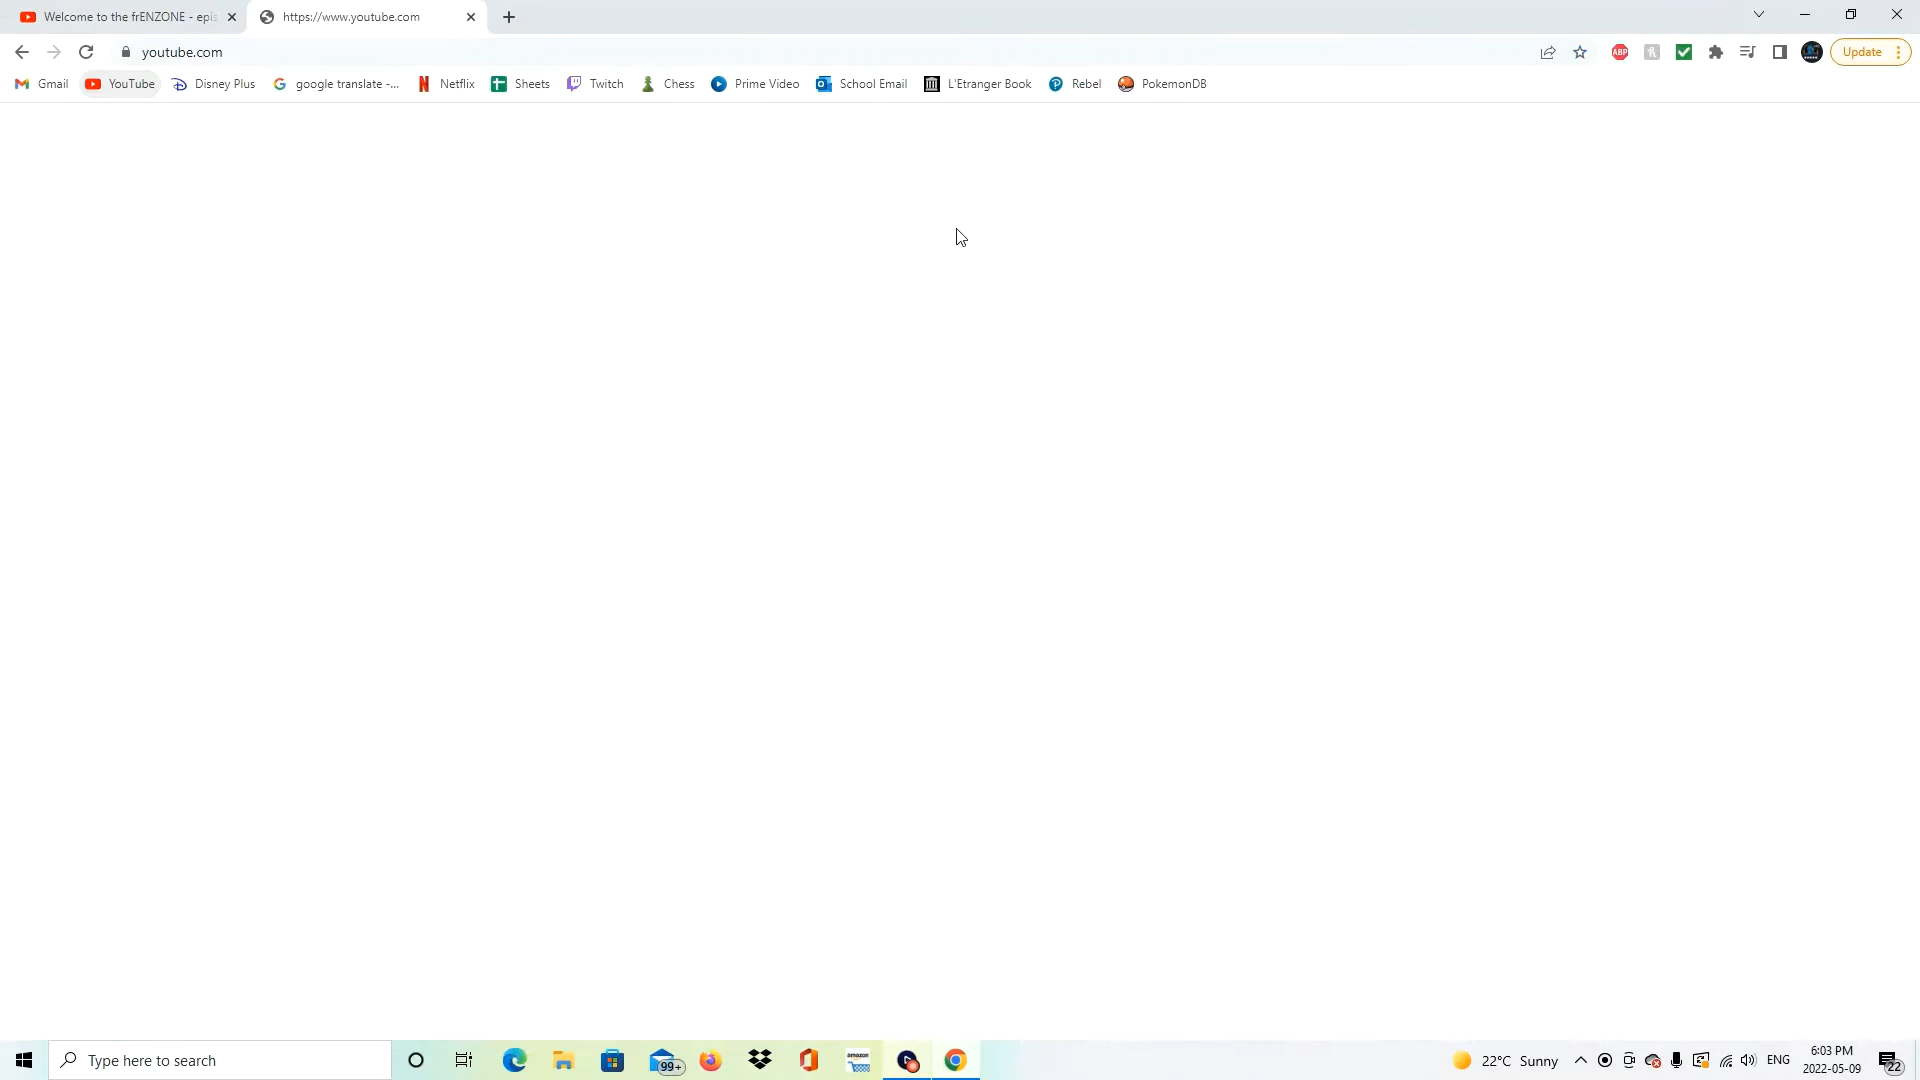 Welcome to the frENZONE - epis
https://www.youtube.com
youtube.com
ABP
Update
Gmail
YouTube
Disney Plus
google translate -...
Netflix
Sheets
Twitch
Chess
Prime Video
School Email
L'Etranger Book
Rebel
PokemonDB
Type here to search
99+
amazon
22°C Sunny
ENG
6:03 PM
2022-05-09
22